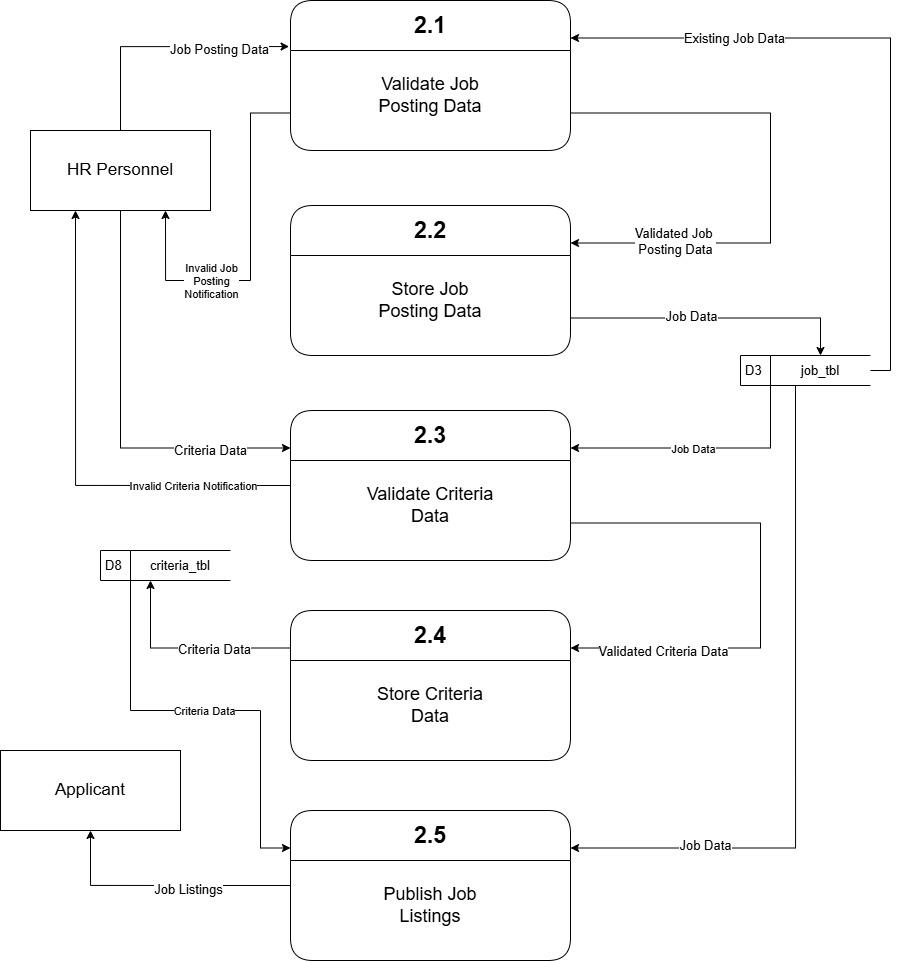 2.1
Job Posting Data
Existing Job Data
Validate Job
Posting Data
HR Personnel
2.2
Validated Job
Posting Data
Invalid Job
Posting
Notification
Store Job
Posting Data
Job Data
D3
job_tbl
2.3
Criteria Data
Job Data
Invalid Criteria Notification
Validate Criteria
Data
D8
criteria_tbl
2.4
Criteria Data
Validated Criteria Data
Store Criteria
Data
Criteria Data
Applicant
2.5
Job Data
Job Listings
Publish Job
Listings